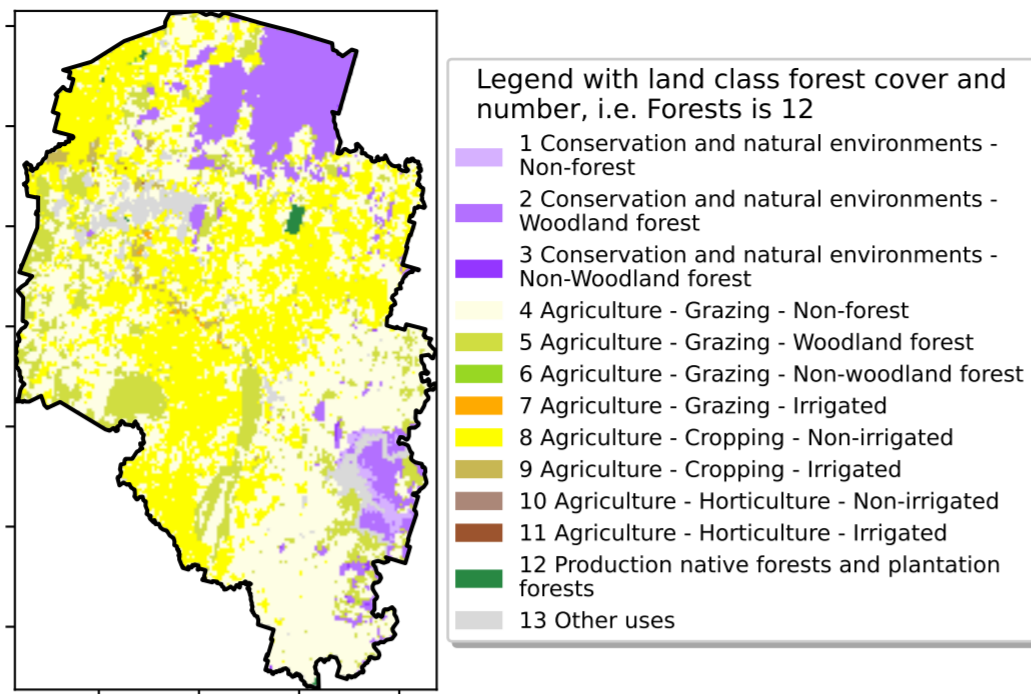 Legend with land class forest cover and
number, i.e. Forests is 12
1 Conservation and natural environments -
Non-forest
2 Conservation and natural environments -
Woodland forest
3 Conservation and natural environments -
Non-Woodland forest
4 Agriculture - Grazing - Non-forest
5 Agriculture - Grazing - Woodland forest
6 Agriculture - Grazing - Non-woodland forest
7 Agriculture - Grazing - Irrigated
8 Agriculture - Cropping - Non-irrigated
9 Agriculture - Cropping - Irrigated
10 Agriculture - Horticulture - Non-irrigated
11 Agriculture - Horticulture - Irrigated
12 Production native forests and plantation
forests
13 Other uses